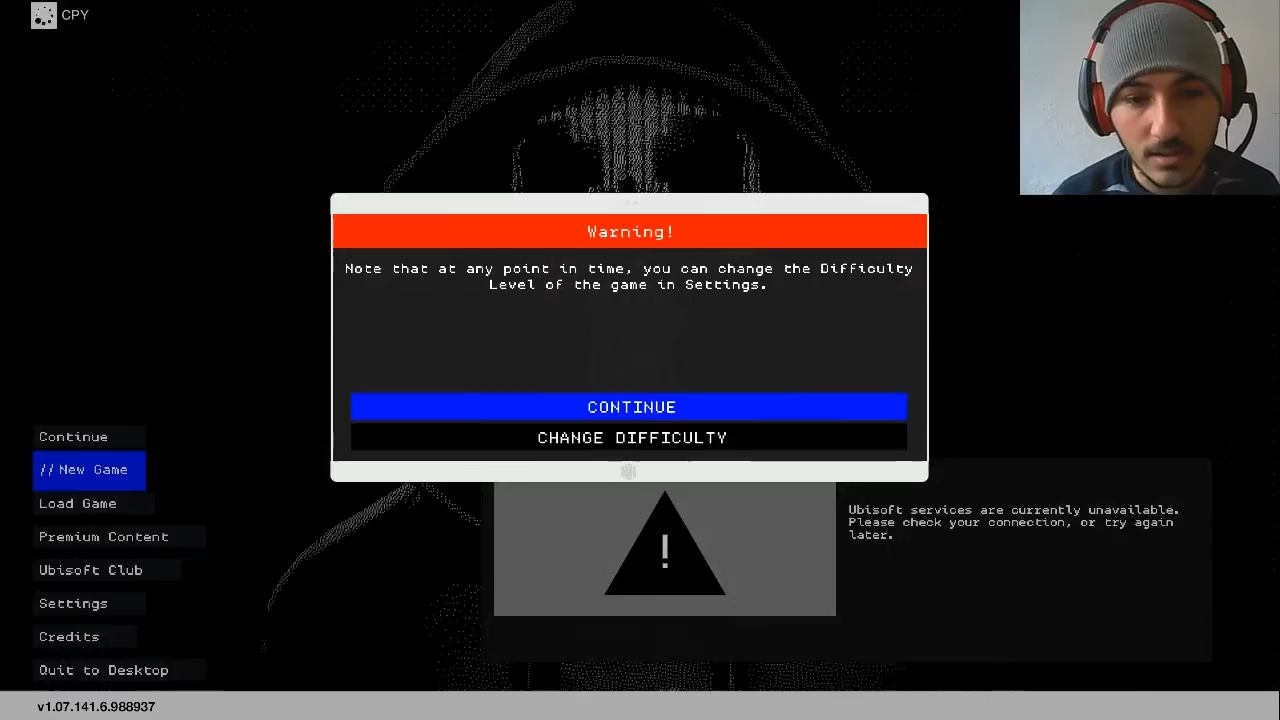 CPY
Warning!
Note that at any point in time, you can change the Difficulty
Level of the game in Settings.
CONTINUE
CHANGE DIFFICULTY
Continue
// New Game
Load Game
Premium Content
Ubisoft Club
Settings
Credits
Quit to Desktop
!
Ubisoft services are currently unavailable.
Please check your connection, or try again
later.
v1.07.141.6.988937